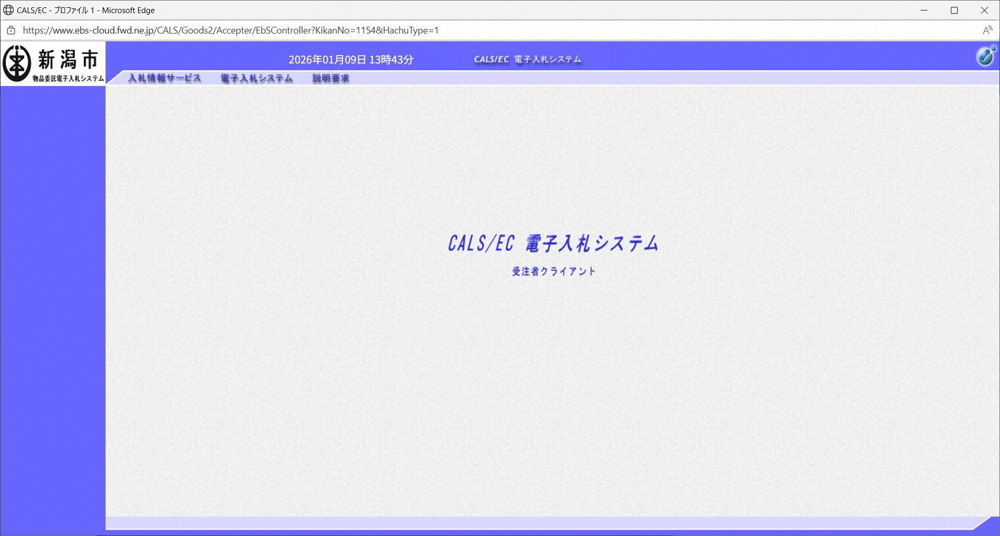 CALS/EC - プロファイル 1 - Microsoft Edge
https://www.ebs-cloud.fwd.ne.jp/CALS/Goods2/Accepter/EbSController?KikanNo=1154&HachuType=1
新潟市
物品委託電子入札システム
2026年01月09日 13時43分
CALS/EC 電子入札システム
入札情報サービス 電子入札システム 説明要求
CALS/EC 電子入札システム
受注者クライアント